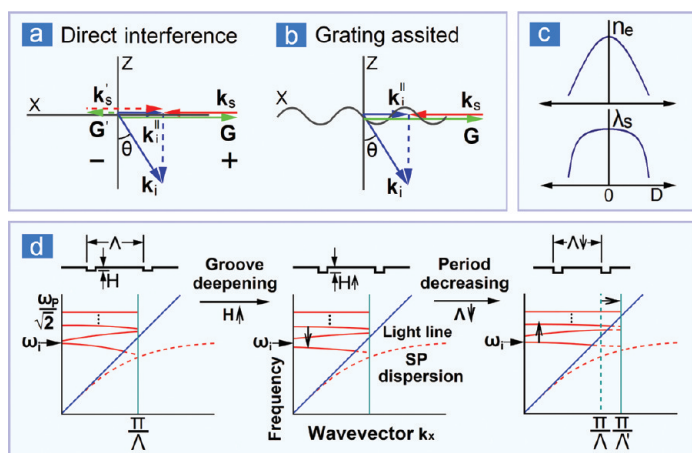 a Direct interference
Z
X
k's
ks
G'
k∥i
G
−
θ
+
ki
b Grating assited
Z
X
k∥i
ks
G
θ
ki
c
ne
λs
0
D
d
Λ
H
ωp
√2
ωi
π
Λ
Groove
deepening
H↑
H↑
ωi
Frequency
Light line
SP
dispersion
Wavevector kx
Period
decreasing
Λ↓
Λ↓
ωi
π
Λ
π
Λ'